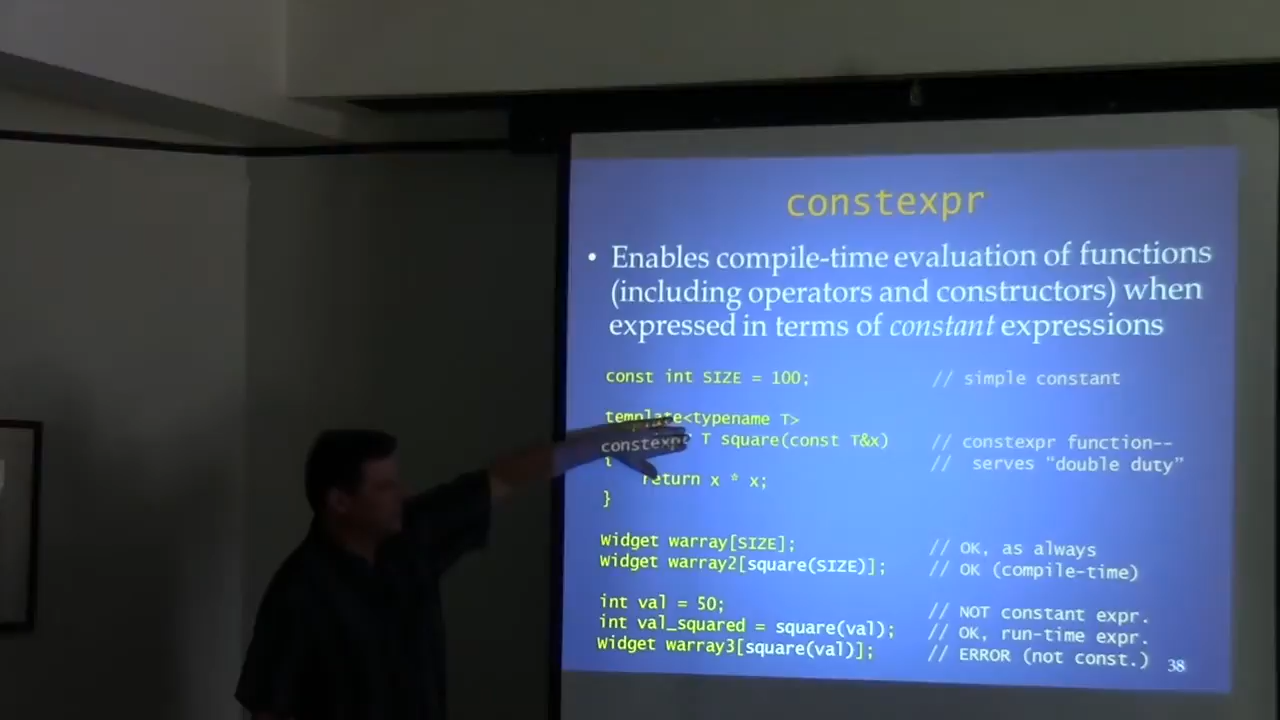 constexpr
• Enables compile-time evaluation of functions
(including operators and constructors) when
expressed in terms of constant expressions
const int SIZE = 100; // simple constant
template<typename T>
constexpr T square(const T&x) // constexpr function--
{ // serves “double duty”
return x * x;
}
Widget warray[SIZE]; // OK, as always
Widget warray2[square(SIZE)]; // OK (compile-time)
int val = 50; // NOT constant expr.
int val_squared = square(val); // OK, run-time expr.
Widget warray3[square(val)]; // ERROR (not const.)
38